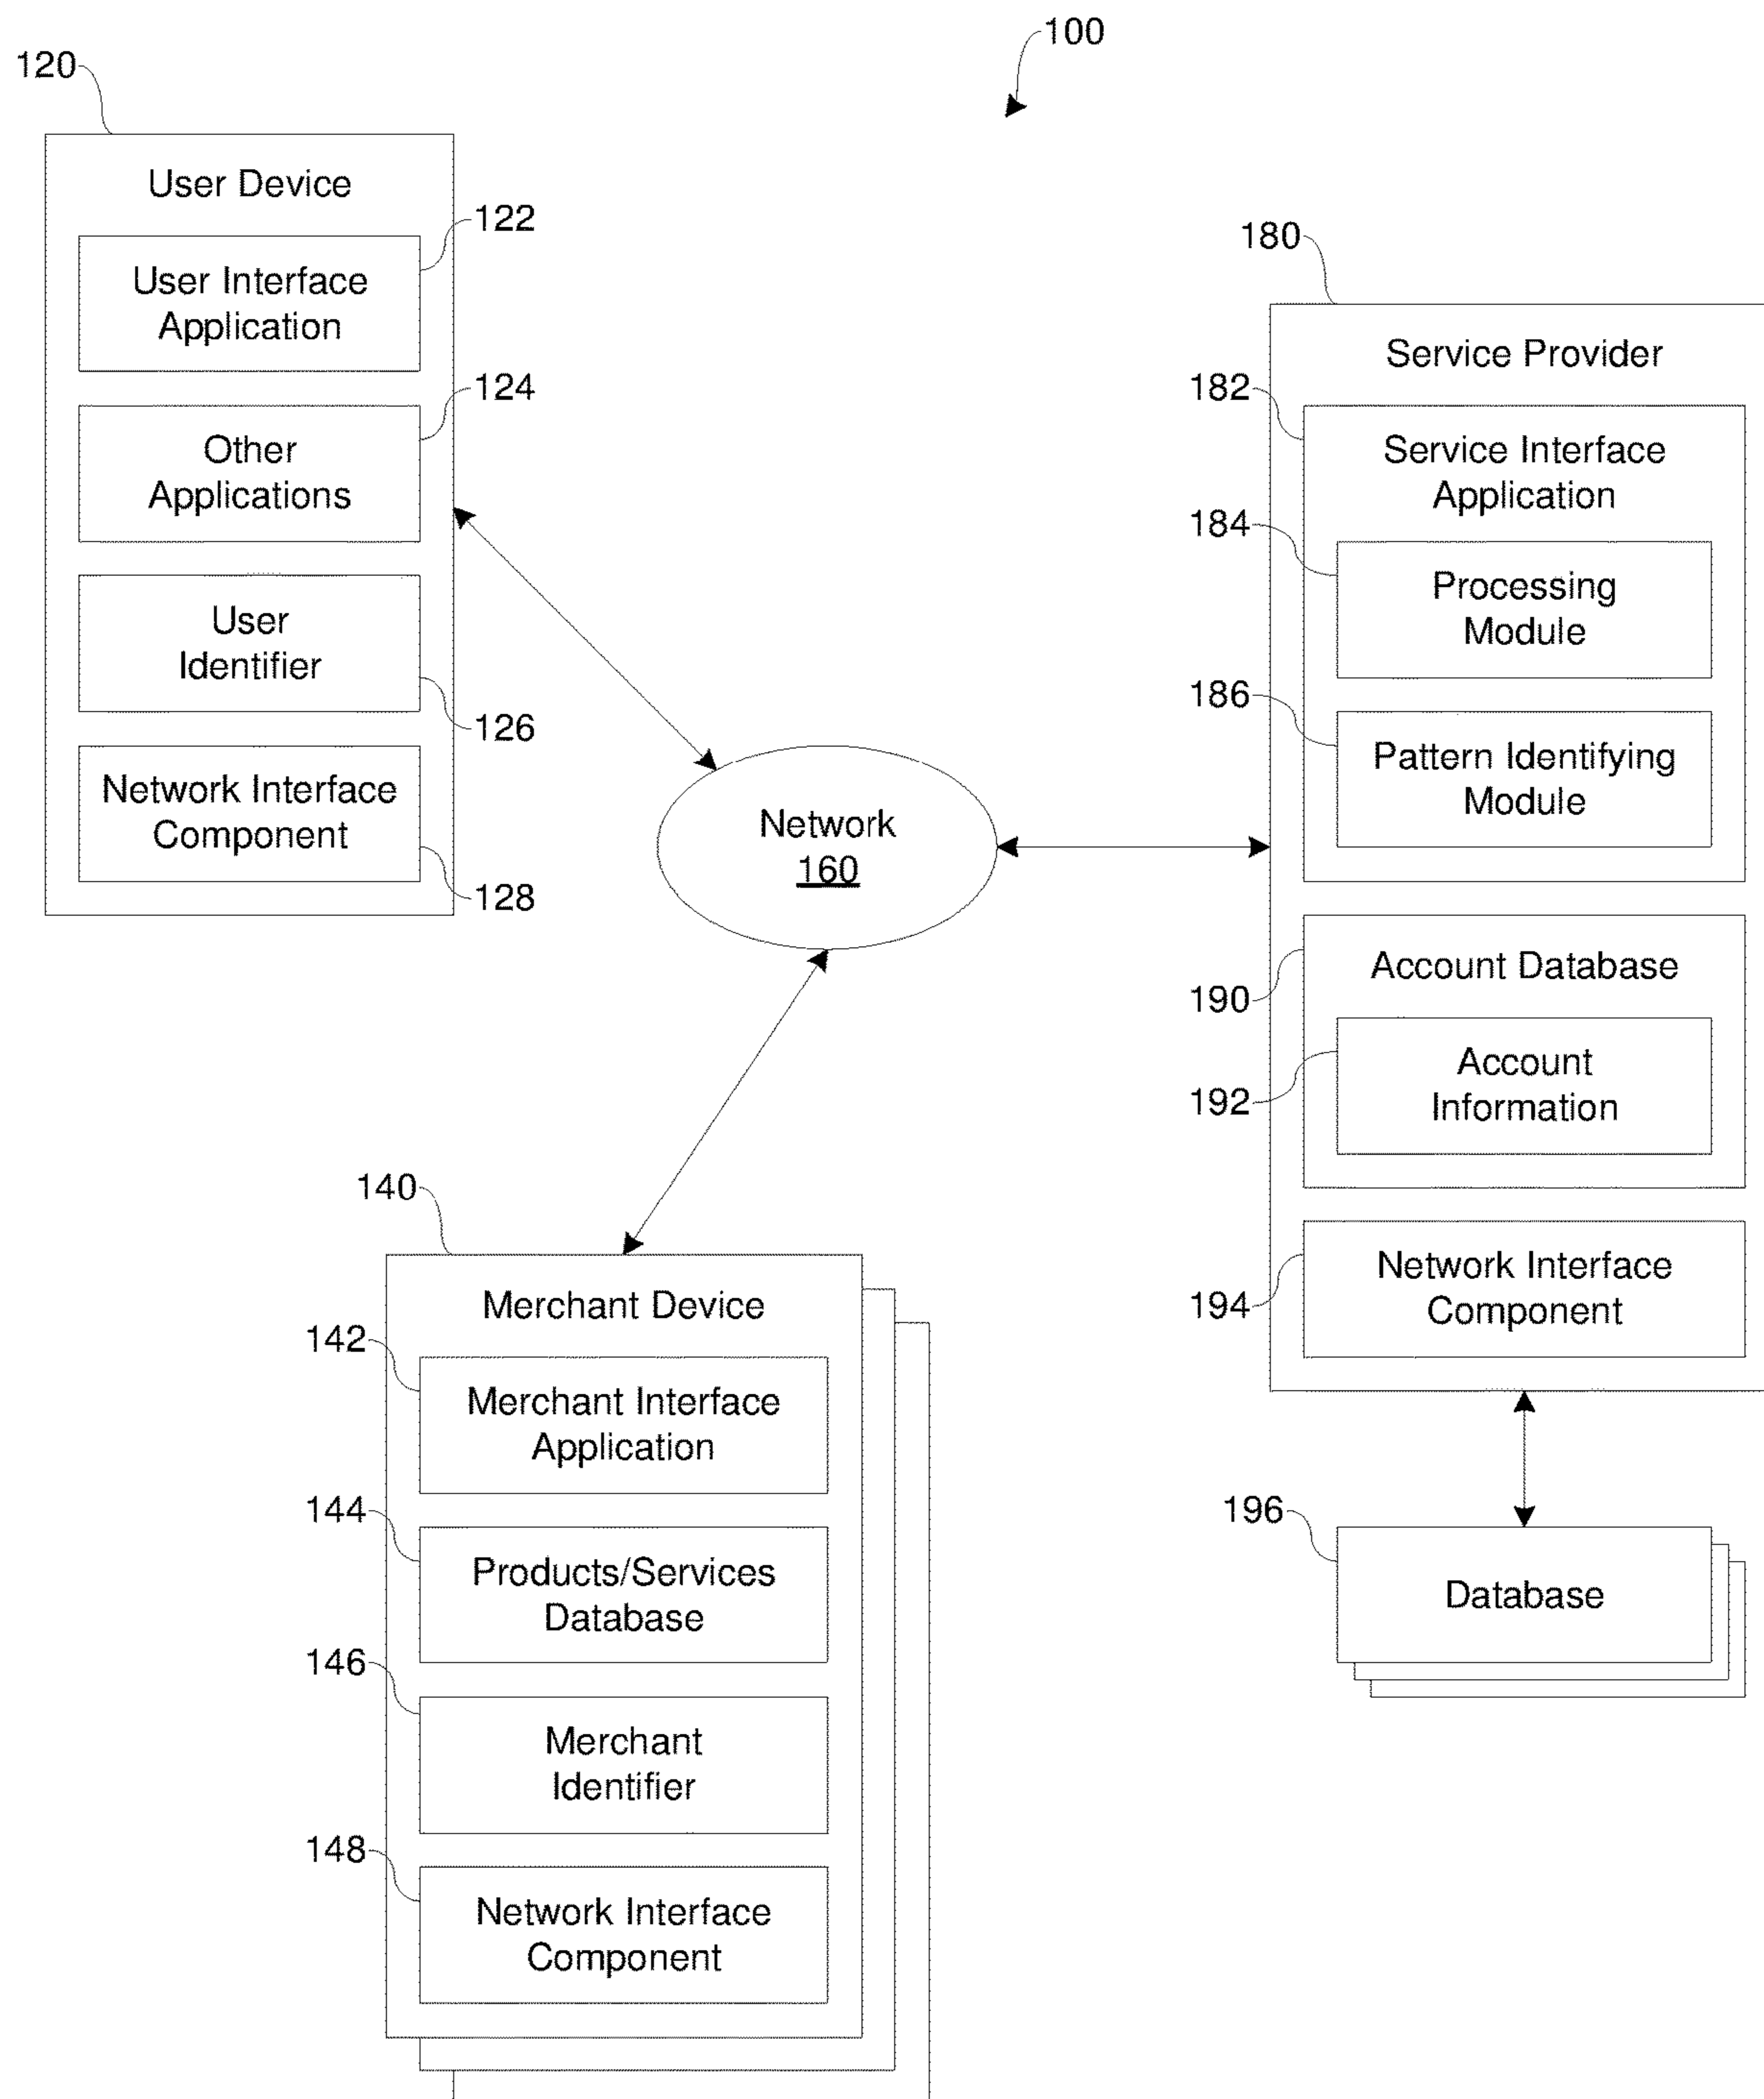 100
120
User Device
122
User Interface
Application
124
Other
Applications
User
Identifier
126
Network Interface
Component
128
Network
160
180
Service Provider
182
Service Interface
Application
184
Processing
Module
186
Pattern Identifying
Module
Account Database
190
Account
Information
192
Network Interface
Component
194
196
Database
140
Merchant Device
142
Merchant Interface
Application
144
Products/Services
Database
146
Merchant
Identifier
148
Network Interface
Component